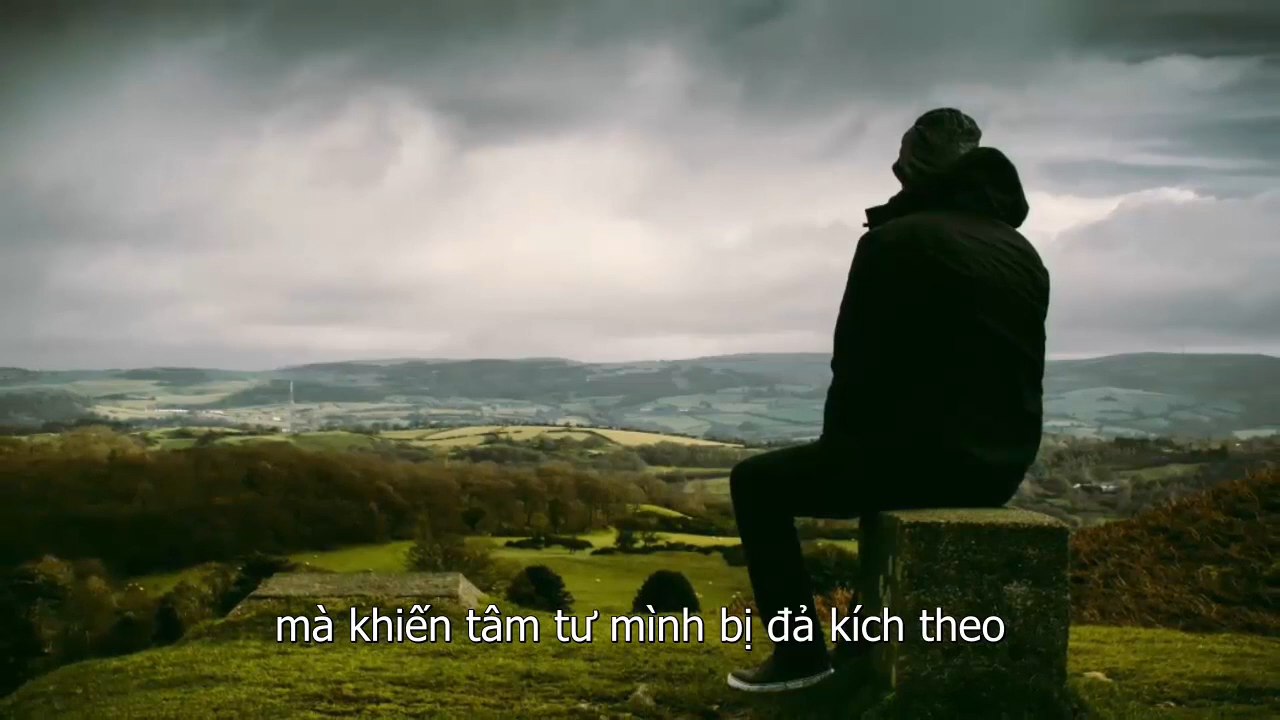 mà khiến tâm tư mình bị đả kích theo